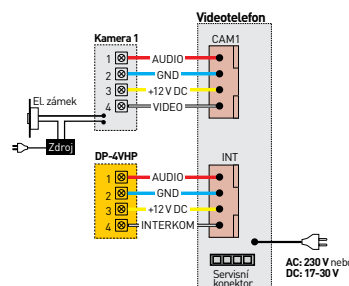 Videotelefon
Kamera 1
CAM1
1 AUDIO
2 GND
3 +12 V DC
4 VIDEO
El. zámek
Zdroj
DP-4VHP
INT
1 AUDIO
2 GND
3 +12 V DC
4 INTERKOM
AC: 230 V nebo
DC: 17-30 V
Servisní
konektor